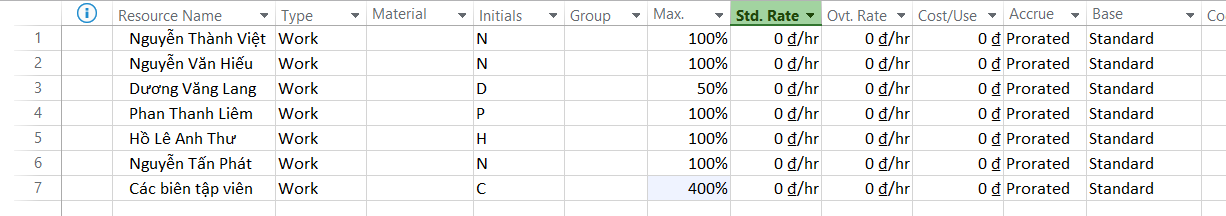 Resource Name Type Material Initials Group Max. Std. Rate Ovt. Rate Cost/Use Accrue Base Co
1 Nguyễn Thành Việt Work N 100% 0 ₫/hr 0 ₫/hr 0 ₫ Prorated Standard
2 Nguyễn Văn Hiếu Work N 100% 0 ₫/hr 0 ₫/hr 0 ₫ Prorated Standard
3 Dương Văng Lang Work D 50% 0 ₫/hr 0 ₫/hr 0 ₫ Prorated Standard
4 Phan Thanh Liêm Work P 100% 0 ₫/hr 0 ₫/hr 0 ₫ Prorated Standard
5 Hồ Lê Anh Thư Work H 100% 0 ₫/hr 0 ₫/hr 0 ₫ Prorated Standard
6 Nguyễn Tấn Phát Work N 100% 0 ₫/hr 0 ₫/hr 0 ₫ Prorated Standard
7 Các biên tập viên Work C 400% 0 ₫/hr 0 ₫/hr 0 ₫ Prorated Standard